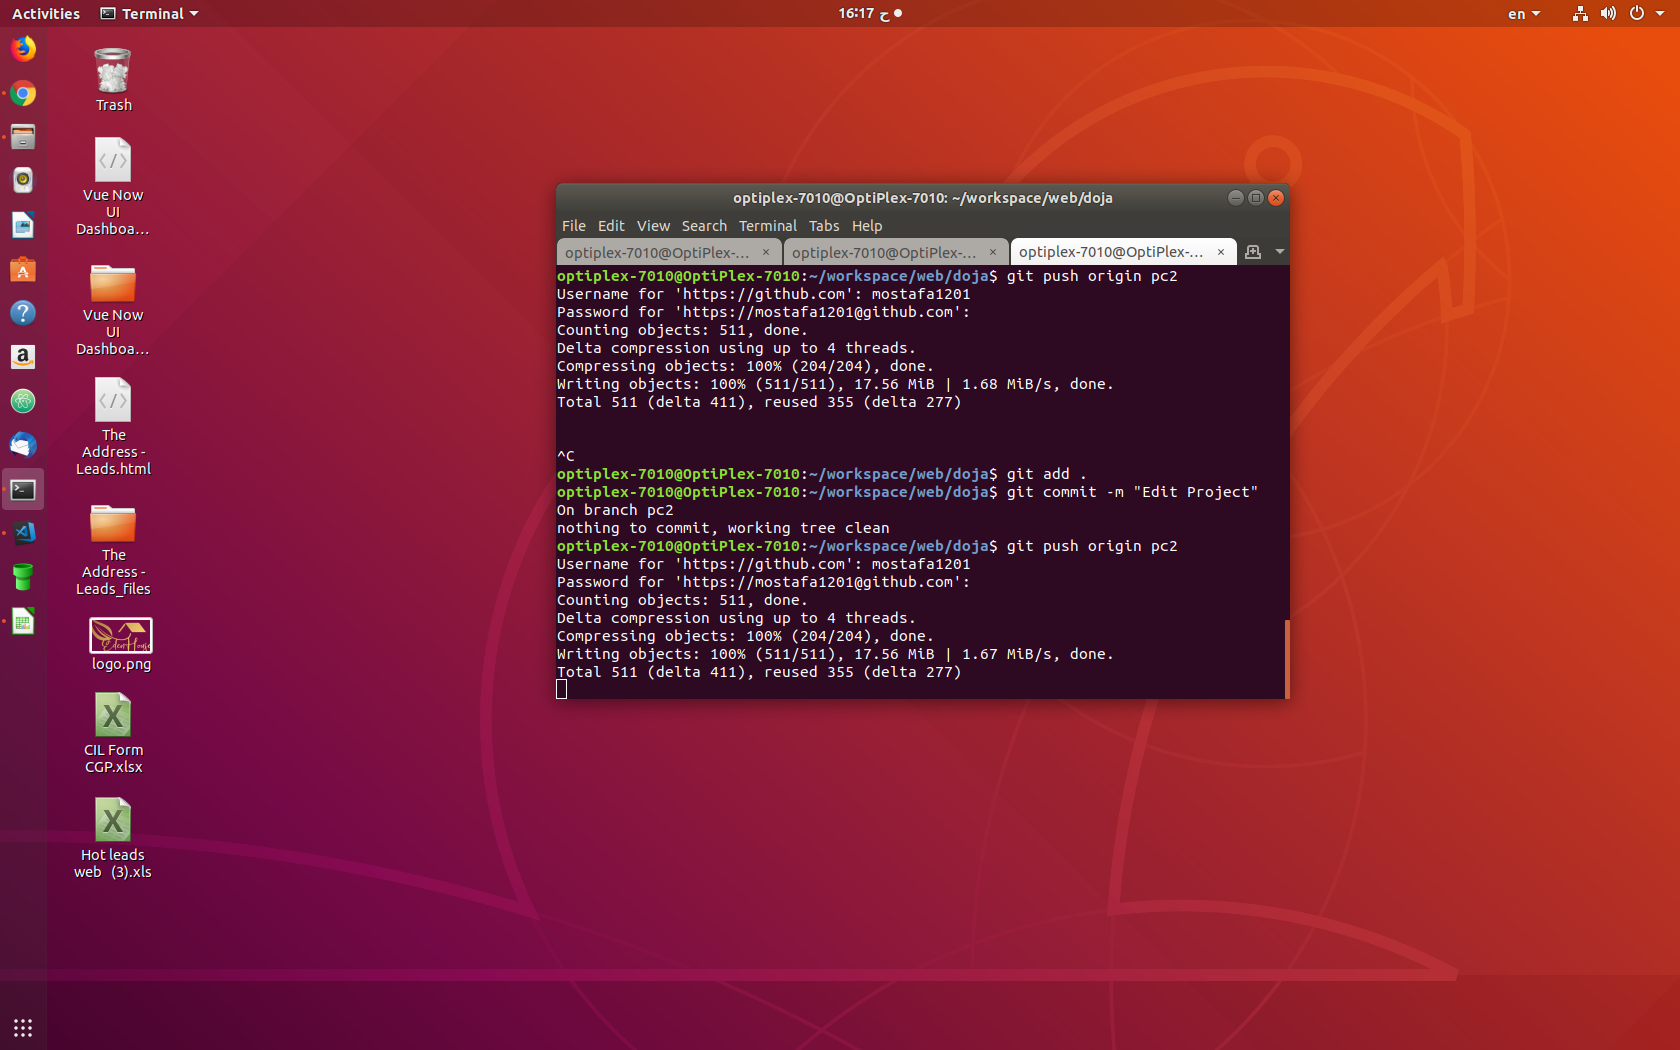 Activities
Terminal
16:17 ح
en
Trash
Vue Now
UI
Dashboa...
Vue Now
UI
Dashboa...
The
Address -
Leads.html
The
Address -
Leads_files
logo.png
CIL Form
CGP.xlsx
Hot leads
web (3).xls
optiplex-7010@OptiPlex-7010: ~/workspace/web/doja
File Edit View Search Terminal Tabs Help
optiplex-7010@OptiPlex-... × optiplex-7010@OptiPlex-... × optiplex-7010@OptiPlex-... ×
optiplex-7010@OptiPlex-7010:~/workspace/web/doja$ git push origin pc2
Username for 'https://github.com': mostafa1201
Password for 'https://mostafa1201@github.com':
Counting objects: 511, done.
Delta compression using up to 4 threads.
Compressing objects: 100% (204/204), done.
Writing objects: 100% (511/511), 17.56 MiB | 1.68 MiB/s, done.
Total 511 (delta 411), reused 355 (delta 277)
^C
optiplex-7010@OptiPlex-7010:~/workspace/web/doja$ git add .
optiplex-7010@OptiPlex-7010:~/workspace/web/doja$ git commit -m "Edit Project"
On branch pc2
nothing to commit, working tree clean
optiplex-7010@OptiPlex-7010:~/workspace/web/doja$ git push origin pc2
Username for 'https://github.com': mostafa1201
Password for 'https://mostafa1201@github.com':
Counting objects: 511, done.
Delta compression using up to 4 threads.
Compressing objects: 100% (204/204), done.
Writing objects: 100% (511/511), 17.56 MiB | 1.67 MiB/s, done.
Total 511 (delta 411), reused 355 (delta 277)